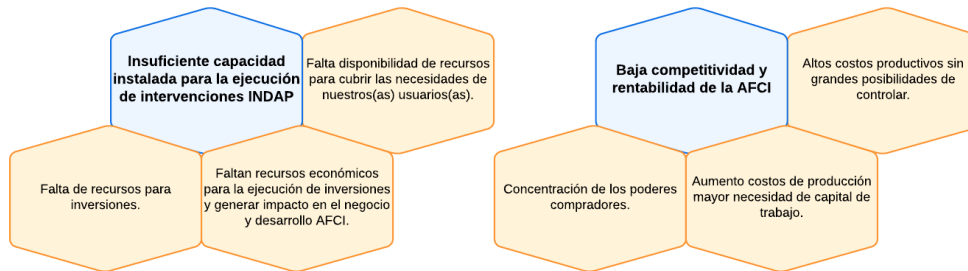 Insuficiente capacidad
instalada para la ejecución
de intervenciones INDAP
Falta disponibilidad de recursos
para cubrir las necesidades de
nuestros(as) usuarios(as).
Falta de recursos para
inversiones.
Faltan recursos económicos
para la ejecución de inversiones
y generar impacto en el negocio
y desarrollo AFCI.
Baja competitividad y
rentabilidad de la AFCI
Altos costos productivos sin
grandes posibilidades de
controlar.
Concentración de los poderes
compradores.
Aumento costos de producción
mayor necesidad de capital de
trabajo.